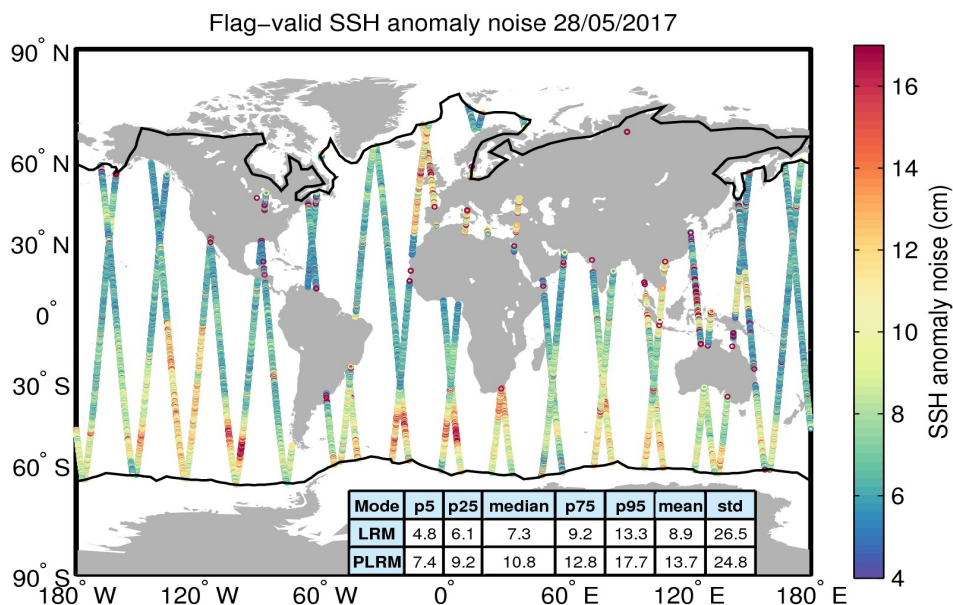 Flag−valid SSH anomaly noise 28/05/2017
90° N
60° N
30° N
0°
30° S
60° S
90° S
180° W
120° W
60° W
0°
60° E
120° E
180° E
Mode p5 p25 median p75 p95 mean std
LRM 4.8 6.1 7.3 9.2 13.3 8.9 26.5
PLRM 7.4 9.2 10.8 12.8 17.7 13.7 24.8
16
14
12
10
8
6
4
SSH anomaly noise (cm)